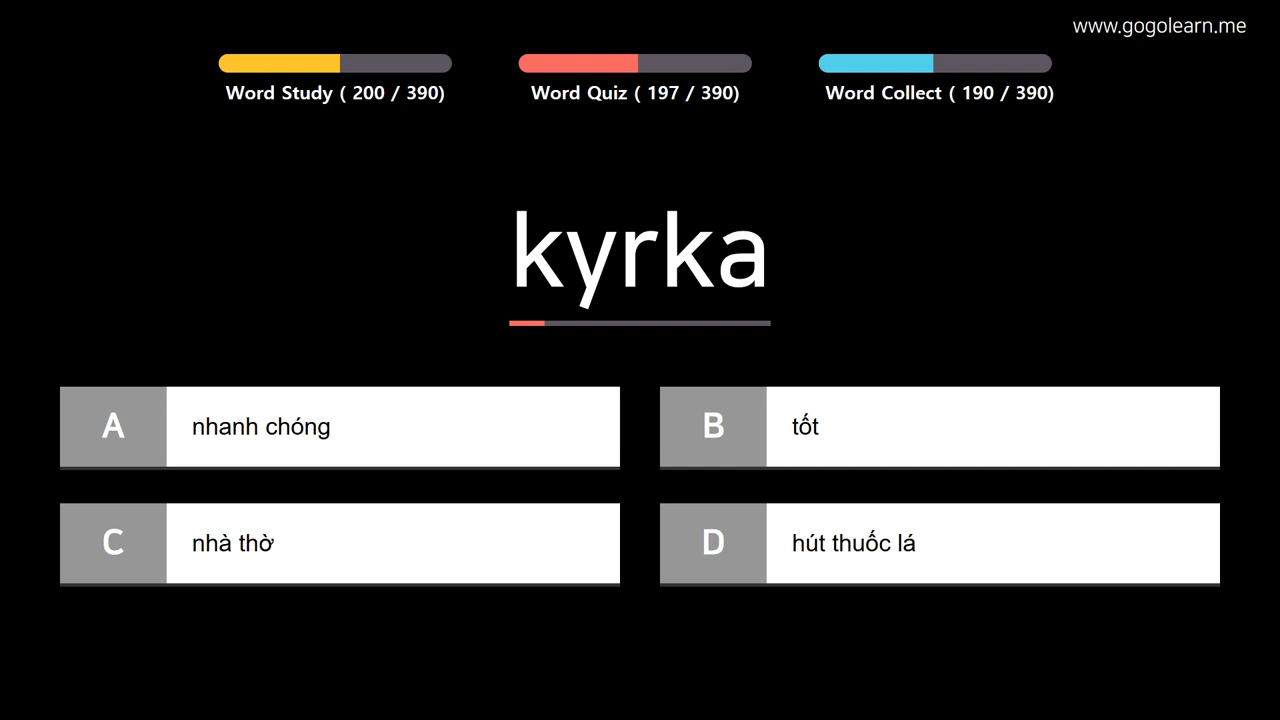 www.gogolearn.me
Word Study ( 200 / 390)
Word Quiz ( 197 / 390)
Word Collect ( 190 / 390)
kyrka
A nhanh chóng
B tốt
C nhà thờ
D hút thuốc lá